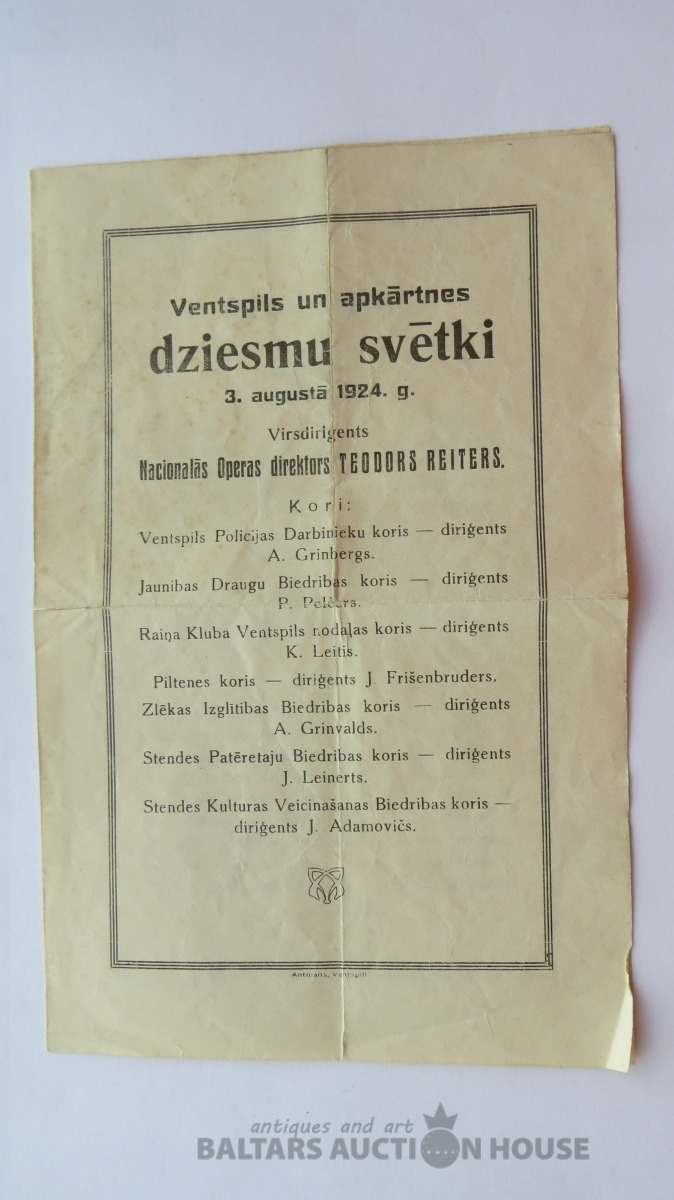 Ventspils un apkārtnes
dziesmu svētki
3. augustā 1924. g.
Virsdiriģents
Nacionalās Operas direktors TEODORS REITERS.
Kori:
Ventspils Policijas Darbinieku koris — diriģents
A. Grinbergs.
Jaunibas Draugu Biedribas koris — diriģents
P.
Raiņa Kluba Ventspils nodaļas koris — diriģents
K. Leitis.
Piltenes koris — diriģents J. Frišenbruders.
Zlēkas Izglitibas Biedribas koris — diriģents
A. Grinvalds.
Stendes Patēretaju Biedribas koris — diriģents
J. Leinerts.
Stendes Kulturas Veicinašanas Biedribas koris —
diriģents J. Adamovičs.
Antmans, Ventspilī
antiques and art
BALTARS AUCTION HOUSE